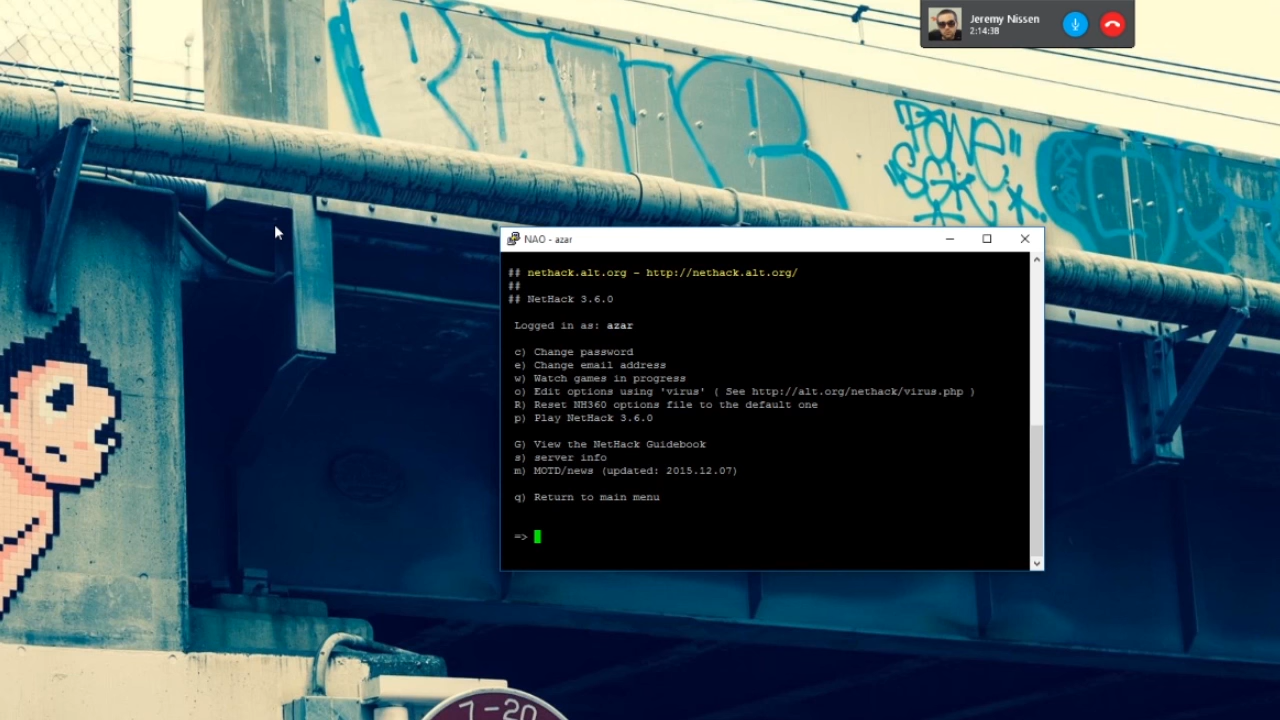 Jeremy Nissen
2:14:38
"PANE"
SGK
NAO - azar
## nethack.alt.org - http://nethack.alt.org/
##
## NetHack 3.6.0
Logged in as: azar
c) Change password
e) Change email address
w) Watch games in progress
o) Edit options using 'virus' ( See http://alt.org/nethack/virus.php )
R) Reset NH360 options file to the default one
p) Play NetHack 3.6.0
G) View the NetHack Guidebook
s) server info
m) MOTD/news (updated: 2015.12.07)
q) Return to main menu
=>
7-20